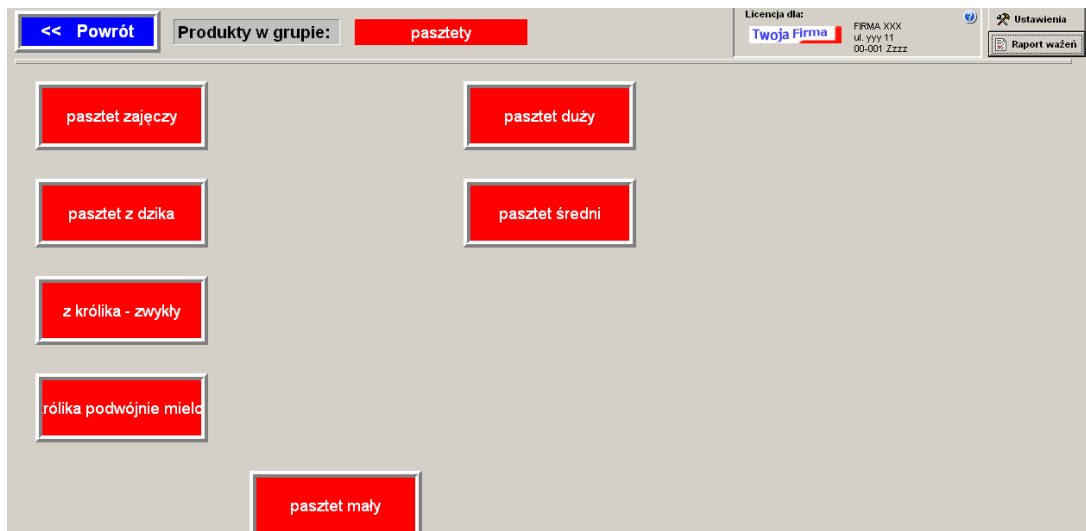 << Powrót
Produkty w grupie:
pasztety
Licencja dla:
Twoja Firma
FIRMA XXX
ul. yyy 11
00-001 Zzzz
Ustawienia
Raport ważeń
pasztet zajęczy
pasztet duży
pasztet z dzika
pasztet średni
z królika - zwykły
rólika podwójnie mielo
pasztet mały